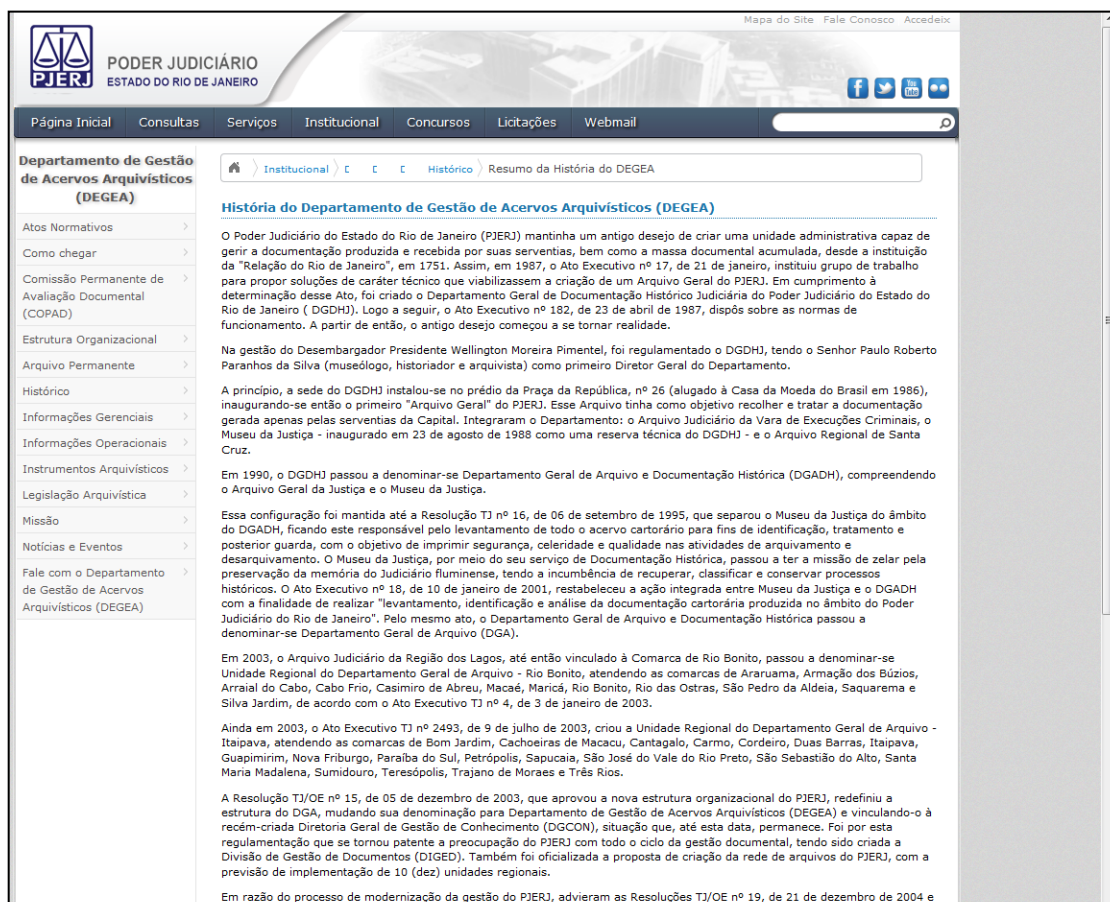 Mapa do Site Fale Conosco Accedeix
PJERJ
PODER JUDICIÁRIO
ESTADO DO RIO DE JANEIRO
You
Tube
Página Inicial Consultas Serviços Institucional Concursos Licitações Webmail
Departamento de Gestão
de Acervos Arquivísticos
(DEGEA)
Atos Normativos
Como chegar
Comissão Permanente de
Avaliação Documental
(COPAD)
Estrutura Organizacional
Arquivo Permanente
Histórico
Informações Gerenciais
Informações Operacionais
Instrumentos Arquivísticos
Legislação Arquivística
Missão
Notícias e Eventos
Fale com o Departamento
de Gestão de Acervos
Arquivísticos (DEGEA)
Institucional Histórico Resumo da História do DEGEA
História do Departamento de Gestão de Acervos Arquivísticos (DEGEA)
O Poder Judiciário do Estado do Rio de Janeiro (PJERJ) mantinha um antigo desejo de criar uma unidade administrativa capaz de
gerir a documentação produzida e recebida por suas serventias, bem como a massa documental acumulada, desde a instituição
da "Relação do Rio de Janeiro", em 1751. Assim, em 1987, o Ato Executivo nº 17, de 21 de janeiro, instituiu grupo de trabalho
para propor soluções de caráter técnico que viabilizassem a criação de um Arquivo Geral do PJERJ. Em cumprimento à
determinação desse Ato, foi criado o Departamento Geral de Documentação Histórico Judiciária do Poder Judiciário do Estado do
Rio de Janeiro ( DGDHJ). Logo a seguir, o Ato Executivo nº 182, de 23 de abril de 1987, dispôs sobre as normas de
funcionamento. A partir de então, o antigo desejo começou a se tornar realidade.
Na gestão do Desembargador Presidente Wellington Moreira Pimentel, foi regulamentado o DGDHJ, tendo o Senhor Paulo Roberto
Paranhos da Silva (museólogo, historiador e arquivista) como primeiro Diretor Geral do Departamento.
A princípio, a sede do DGDHJ instalou-se no prédio da Praça da República, nº 26 (alugado à Casa da Moeda do Brasil em 1986),
inaugurando-se então o primeiro "Arquivo Geral" do PJERJ. Esse Arquivo tinha como objetivo recolher e tratar a documentação
gerada apenas pelas serventias da Capital. Integraram o Departamento: o Arquivo Judiciário da Vara de Execuções Criminais, o
Museu da Justiça - inaugurado em 23 de agosto de 1988 como uma reserva técnica do DGDHJ - e o Arquivo Regional de Santa
Cruz.
Em 1990, o DGDHJ passou a denominar-se Departamento Geral de Arquivo e Documentação Histórica (DGADH), compreendendo
o Arquivo Geral da Justiça e o Museu da Justiça.
Essa configuração foi mantida até a Resolução TJ nº 16, de 06 de setembro de 1995, que separou o Museu da Justiça do âmbito
do DGADH, ficando este responsável pelo levantamento de todo o acervo cartorário para fins de identificação, tratamento e
posterior guarda, com o objetivo de imprimir segurança, celeridade e qualidade nas atividades de arquivamento e
desarquivamento. O Museu da Justiça, por meio do seu serviço de Documentação Histórica, passou a ter a missão de zelar pela
preservação da memória do Judiciário fluminense, tendo a incumbência de recuperar, classificar e conservar processos
históricos. O Ato Executivo nº 18, de 10 de janeiro de 2001, restabeleceu a ação integrada entre Museu da Justiça e o DGADH
com a finalidade de realizar "levantamento, identificação e análise da documentação cartorária produzida no âmbito do Poder
Judiciário do Rio de Janeiro". Pelo mesmo ato, o Departamento Geral de Arquivo e Documentação Histórica passou a
denominar-se Departamento Geral de Arquivo (DGA).
Em 2003, o Arquivo Judiciário da Região dos Lagos, até então vinculado à Comarca de Rio Bonito, passou a denominar-se
Unidade Regional do Departamento Geral de Arquivo - Rio Bonito, atendendo as comarcas de Araruama, Armação dos Búzios,
Arraial do Cabo, Cabo Frio, Casimiro de Abreu, Macaé, Maricá, Rio Bonito, Rio das Ostras, São Pedro da Aldeia, Saquarema e
Silva Jardim, de acordo com o Ato Executivo TJ nº 4, de 3 de janeiro de 2003.
Ainda em 2003, o Ato Executivo TJ nº 2493, de 9 de julho de 2003, criou a Unidade Regional do Departamento Geral de Arquivo -
Itaipava, atendendo as comarcas de Bom Jardim, Cachoeiras de Macacu, Cantagalo, Carmo, Cordeiro, Duas Barras, Itaipava,
Guapimirim, Nova Friburgo, Paraíba do Sul, Petrópolis, Sapucaia, São José do Vale do Rio Preto, São Sebastião do Alto, Santa
Maria Madalena, Sumidouro, Teresópolis, Trajano de Moraes e Três Rios.
A Resolução TJ/OE nº 15, de 05 de dezembro de 2003, que aprovou a nova estrutura organizacional do PJERJ, redefiniu a
estrutura do DGA, mudando sua denominação para Departamento de Gestão de Acervos Arquivísticos (DEGEA) e vinculando-o à
recém-criada Diretoria Geral de Gestão de Conhecimento (DGCON), situação que, até esta data, permanece. Foi por esta
regulamentação que se tornou patente a preocupação do PJERJ com todo o ciclo da gestão documental, tendo sido criada a
Divisão de Gestão de Documentos (DIGED). Também foi oficializada a proposta de criação da rede de arquivos do PJERJ, com a
previsão de implementação de 10 (dez) unidades regionais.
Em razão do processo de modernização da gestão do PJERJ, advieram as Resoluções TJ/OE nº 19, de 21 de dezembro de 2004 e